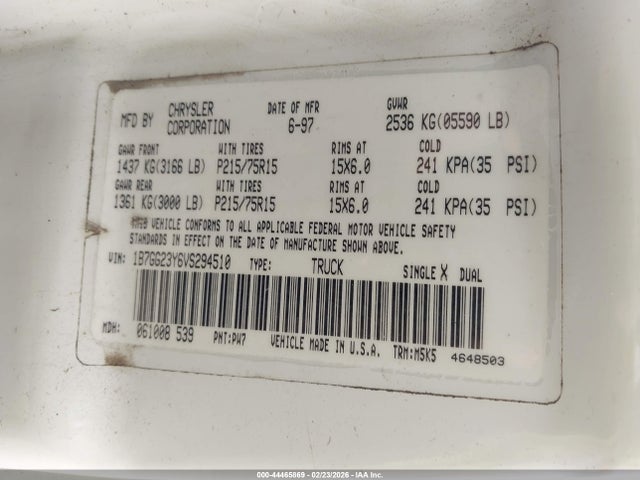 MFD BY CHRYSLER CORPORATION DATE OF MFR 6-97 GVWR 2536 KG(05590 LB)
GAWR FRONT WITH TIRES RIMS AT COLD
1437 KG(3166 LB) P215/75R15 15X6.0 241 KPA(35 PSI)
GAWR REAR WITH TIRES RIMS AT COLD
1361 KG(3000 LB) P215/75R15 15X6.0 241 KPA(35 PSI)
VEHICLE CONFORMS TO ALL APPLICABLE FEDERAL MOTOR VEHICLE SAFETY
STANDARDS IN EFFECT ON THE DATE OF MANUFACTURE SHOWN ABOVE.
VIN: 1B7GG23Y6VS294510 TYPE: TRUCK SINGLE X DUAL
MDH: 061008 539 PNT:PW7 VEHICLE MADE IN U.S.A. TRM:M5K5 4648503
000-44465869 - 02/23/2026 - IAA Inc.